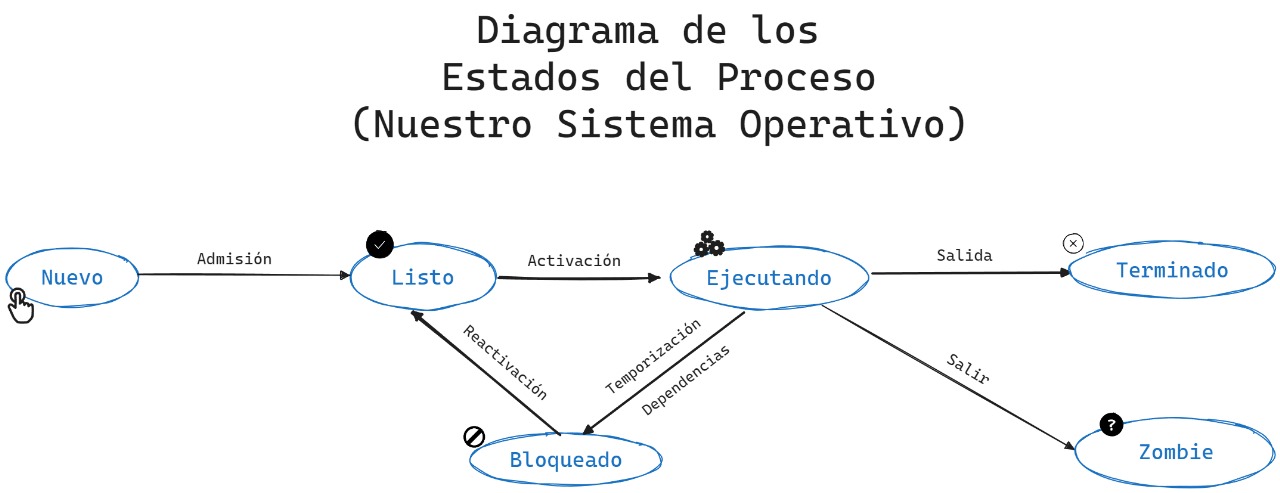 Diagrama de los
Estados del Proceso
(Nuestro Sistema Operativo)
Nuevo
Admisión
Listo
Activación
Ejecutando
Salida
Terminado
Reactivación
Temporización
Dependencias
Salir
Bloqueado
?
Zombie